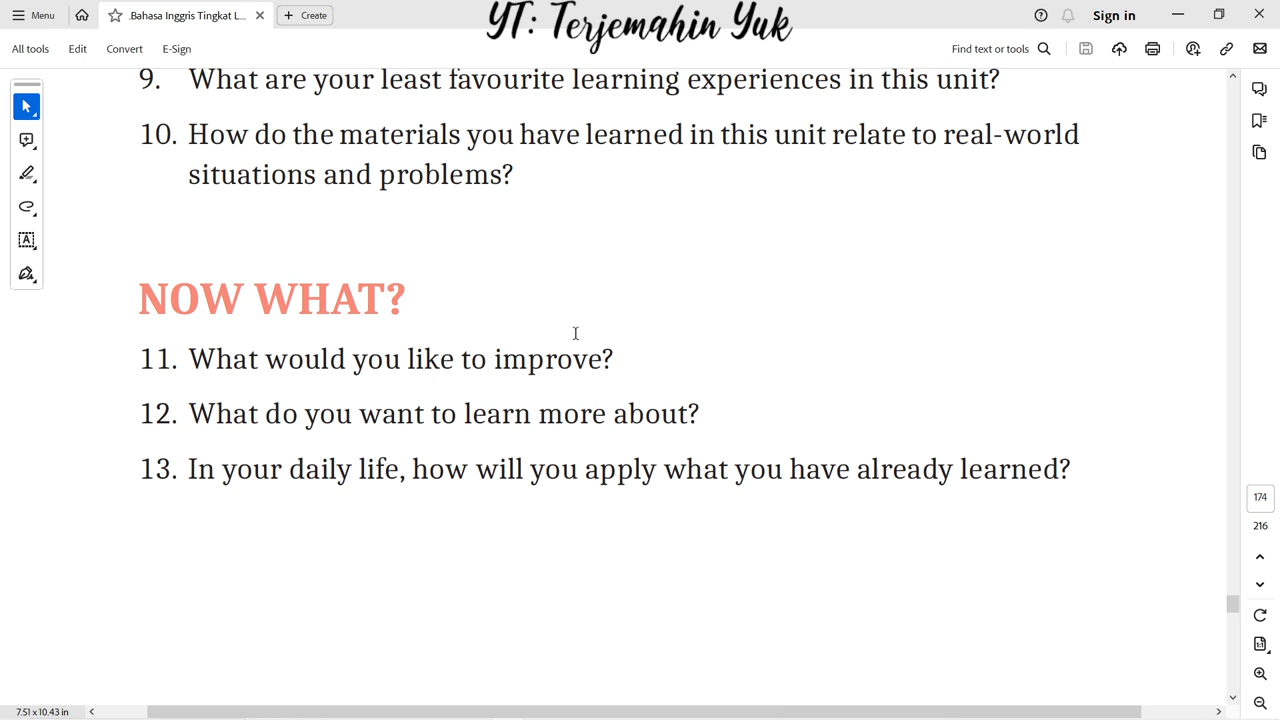 Menu
.Bahasa Inggris Tingkat L...
Create
YT: Terjemahin Yuk
Sign in
All tools
Edit
Convert
E-Sign
Find text or tools
9. What are your least favourite learning experiences in this unit?
10. How do the materials you have learned in this unit relate to real-world
situations and problems?
NOW WHAT?
11. What would you like to improve?
12. What do you want to learn more about?
13. In your daily life, how will you apply what you have already learned?
174
216
7.51 x 10.43 in